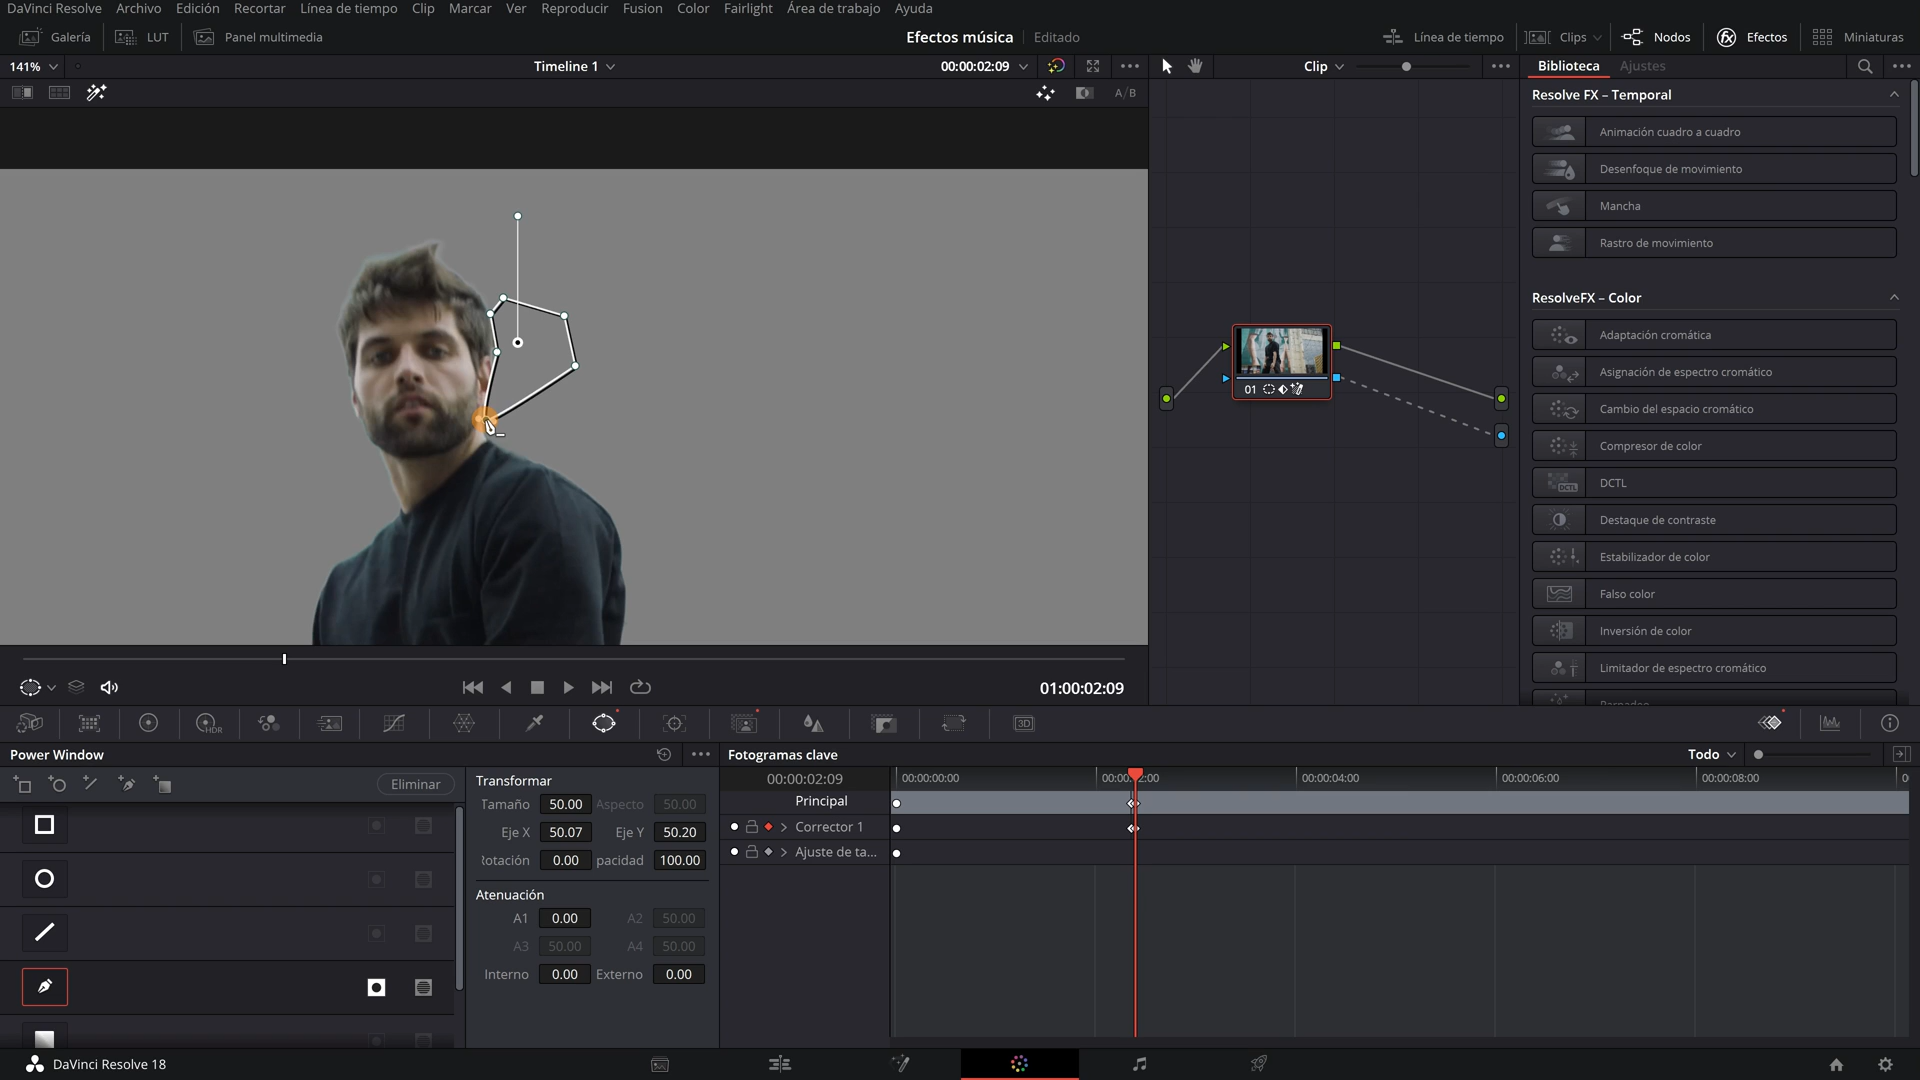 DaVinci Resolve Archivo Edición Recortar Línea de tiempo Clip Marcar Ver Reproducir Fusion Color Fairlight Área de trabajo Ayuda
Galería LUT Panel multimedia Efectos música Editado Línea de tiempo Clips Nodos Efectos Miniaturas
141% Timeline 1 00:00:02:09 Clip Biblioteca Ajustes
A/B
Resolve FX – Temporal
Animación cuadro a cuadro
Desenfoque de movimiento
Mancha
Rastro de movimiento
ResolveFX – Color
Adaptación cromática
Asignación de espectro cromático
01
Cambio del espacio cromático
Compresor de color
DCTL
DCTL
Destaque de contraste
Estabilizador de color
Falso color
Inversión de color
Limitador de espectro cromático
01:00:02:09
HDR
3D
Power Window
Eliminar
Transformar
Tamaño 50.00 Aspecto 50.00
Eje X 50.07 Eje Y 50.20
Rotación 0.00 pacidad 100.00
Atenuación
A1 0.00 A2 50.00
A3 50.00 A4 50.00
Interno 0.00 Externo 0.00
Fotogramas clave Todo
00:00:02:09 00:00:00:00 00:00:04:00 00:00:06:00 00:00:08:00
Principal
Corrector 1
Ajuste de ta...
DaVinci Resolve 18